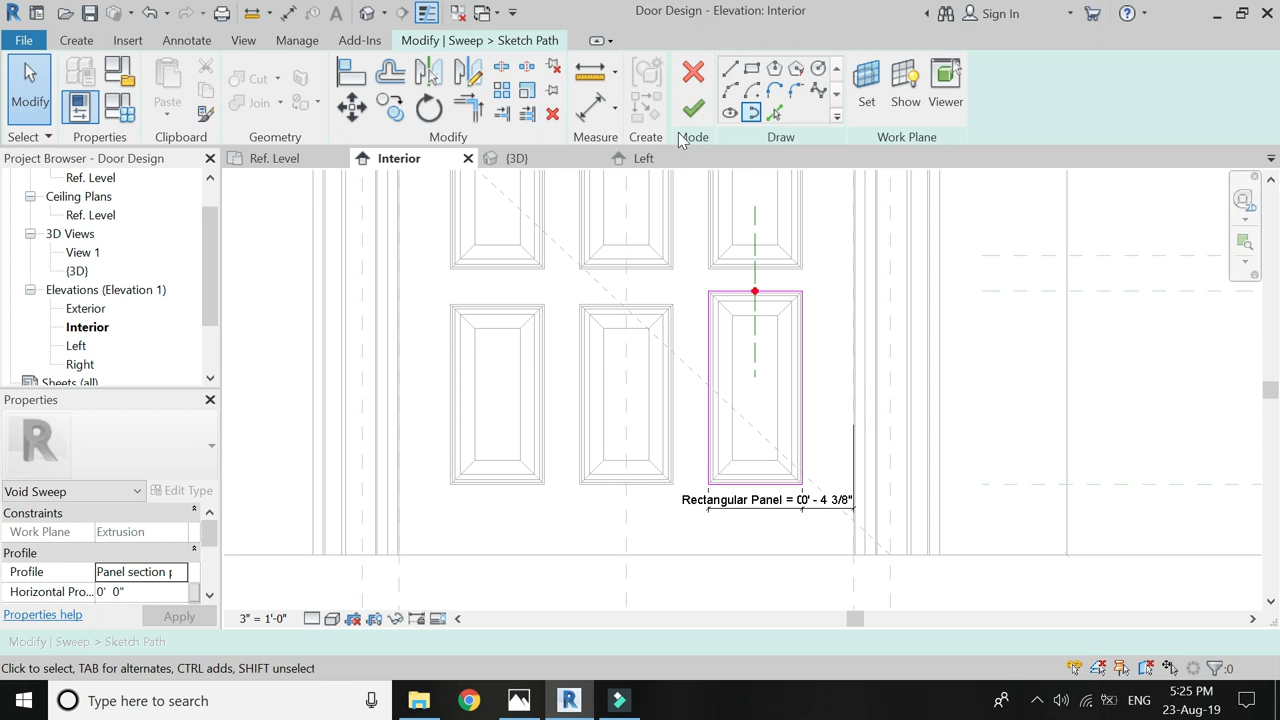 Door Design - Elevation: Interior
Sign In
File
Create
Insert
Annotate
View
Manage
Add-Ins
Modify | Sweep > Sketch Path
Modify
Paste
Cut
Join
Set
Show
Viewer
Select
Properties
Clipboard
Geometry
Modify
Measure
Create
Mode
Draw
Work Plane
Project Browser - Door Design
Ref. Level
Interior
{3D}
Left
Ref. Level
Ceiling Plans
Ref. Level
3D Views
View 1
{3D}
Elevations (Elevation 1)
Exterior
Interior
Left
Right
Sheets (all)
Properties
Void Sweep
Edit Type
Constraints
Work Plane
Extrusion
Profile
Profile
Panel section p
Horizontal Pro...
0' 0"
Properties help
Apply
0' - 4 3/8"
Rectangular Panel =
3" = 1'-0"
Modify | Sweep > Sketch Path
Click to select, TAB for alternates, CTRL adds, SHIFT unselect
:0
Type here to search
ENG
5:25 PM
23-Aug-19